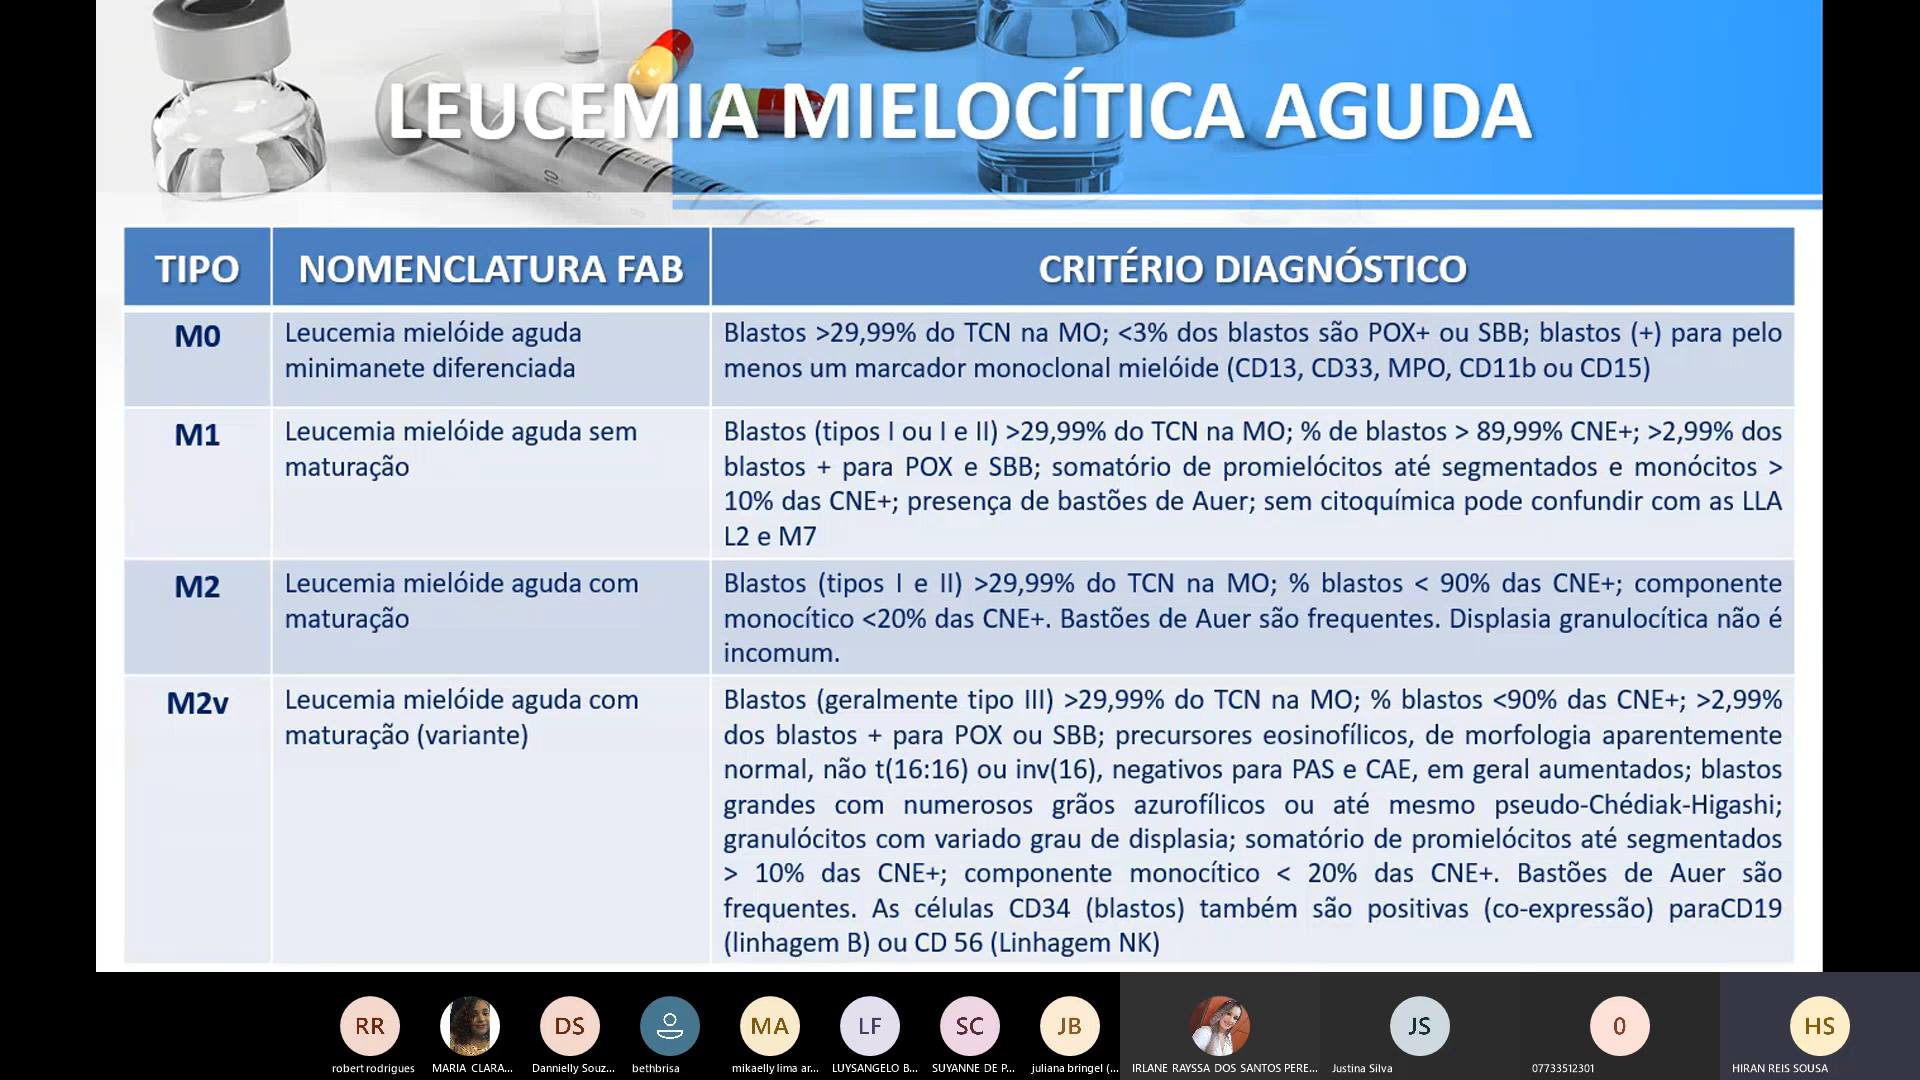 LEUCEMIA MIELOCÍTICA AGUDA
TIPO
NOMENCLATURA FAB
CRITÉRIO DIAGNÓSTICO
M0
Leucemia mielóide aguda
minimanete diferenciada
Blastos >29,99% do TCN na MO; <3% dos blastos são POX+ ou SBB; blastos (+) para pelo
menos um marcador monoclonal mielóide (CD13, CD33, MPO, CD11b ou CD15)
M1
Leucemia mielóide aguda sem
maturação
Blastos (tipos I ou I e II) >29,99% do TCN na MO; % de blastos > 89,99% CNE+; >2,99% dos
blastos + para POX e SBB; somatório de promielócitos até segmentados e monócitos >
10% das CNE+; presença de bastões de Auer; sem citoquímica pode confundir com as LLA
L2 e M7
M2
Leucemia mielóide aguda com
maturação
Blastos (tipos I e II) >29,99% do TCN na MO; % blastos < 90% das CNE+; componente
monocítico <20% das CNE+. Bastões de Auer são frequentes. Displasia granulocítica não é
incomum.
M2v
Leucemia mielóide aguda com
maturação (variante)
Blastos (geralmente tipo III) >29,99% do TCN na MO; % blastos <90% das CNE+; >2,99%
dos blastos + para POX ou SBB; precursores eosinofílicos, de morfologia aparentemente
normal, não t(16:16) ou inv(16), negativos para PAS e CAE, em geral aumentados; blastos
grandes com numerosos grãos azurofílicos ou até mesmo pseudo-Chédiak-Higashi;
granulócitos com variado grau de displasia; somatório de promielócitos até segmentados
> 10% das CNE+; componente monocítico < 20% das CNE+. Bastões de Auer são
frequentes. As células CD34 (blastos) também são positivas (co-expressão) paraCD19
(linhagem B) ou CD 56 (Linhagem NK)
RR
DS
MA
LF
SC
JB
JS
0
HS
robert rodrigues
MARIA CLARA...
Dannielly Souz...
bethbrisa
mikaelly lima ar...
LUYSANGELO B...
SUYANNE DE P...
juliana bringel (...
IRLANE RAYSSA DOS SANTOS PERE...
Justina Silva
07733512301
HIRAN REIS SOUSA